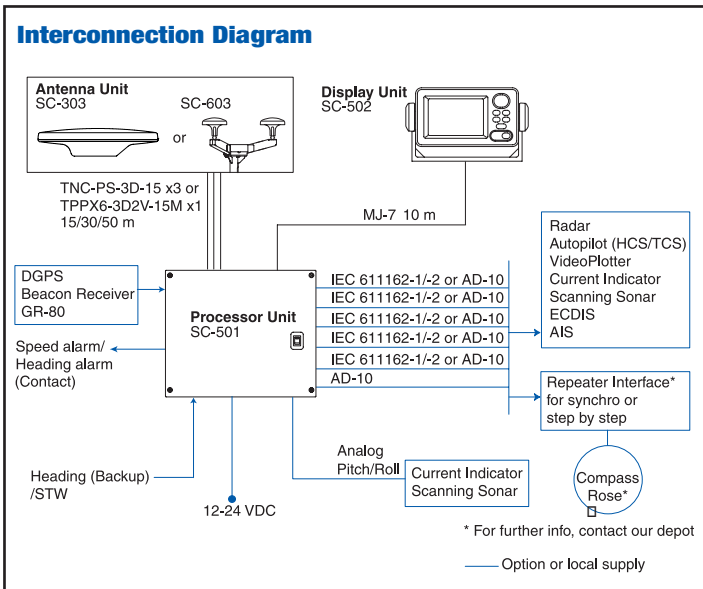 Interconnection Diagram
Antenna Unit
SC-303
SC-603
or
Display Unit
SC-502
TNC-PS-3D-15 x3 or
TPPX6-3D2V-15M x1
15/30/50 m
MJ-7 10 m
Radar
Autopilot (HCS/TCS)
VideoPlotter
Current Indicator
Scanning Sonar
ECDIS
AIS
DGPS
Beacon Receiver
GR-80
Processor Unit
SC-501
IEC 611162-1/-2 or AD-10
IEC 611162-1/-2 or AD-10
IEC 611162-1/-2 or AD-10
IEC 611162-1/-2 or AD-10
IEC 611162-1/-2 or AD-10
AD-10
Speed alarm/
Heading alarm
(Contact)
Repeater Interface*
for synchro or
step by step
Heading (Backup)
/STW
12-24 VDC
Analog
Pitch/Roll
Current Indicator
Scanning Sonar
Compass
Rose*
* For further info, contact our depot
Option or local supply